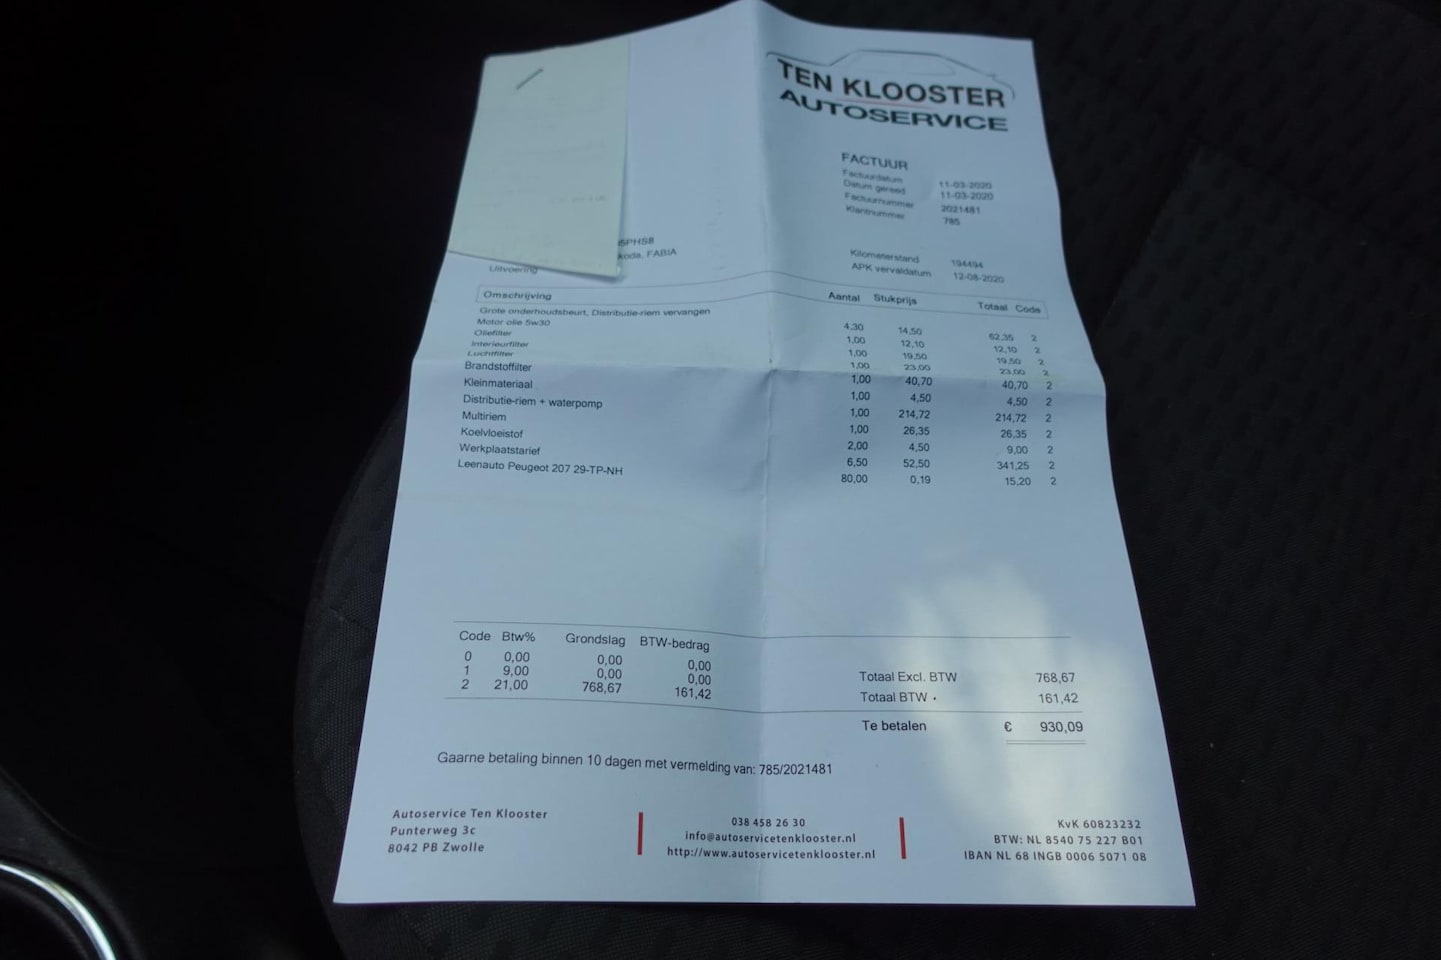 TEN KLOOSTER
AUTOSERVICE
FACTUUR
Factuurdatum 11-03-2020
Datum gereed 11-03-2020
Factuurnummer 2021481
Klantnummer 785
5PHS8
koda, FABIA
Uitvoering
Kilometerstand 194494
APK vervaldatum 12-08-2020
Omschrijving Aantal Stukprijs Totaal Code
Grote onderhoudsbeurt, Distributie-riem vervangen
Motor olie 5w30 4,30 14,50 62,35 2
Oliefilter 1,00 12,10 12,10 2
Interieurfilter 1,00 19,50 19,50 2
Luchtfilter 1,00 23,00 23,00 2
Brandstoffilter 1,00 40,70 40,70 2
Kleinmateriaal 1,00 4,50 4,50 2
Distributie-riem + waterpomp 1,00 214,72 214,72 2
Multiriem 1,00 26,35 26,35 2
Koelvloeistof 2,00 4,50 9,00 2
Werkplaatstarief 6,50 52,50 341,25 2
Leenauto Peugeot 207 29-TP-NH 80,00 0,19 15,20 2
Code Btw% Grondslag BTW-bedrag
0 0,00 0,00 0,00
1 9,00 0,00 0,00
2 21,00 768,67 161,42
Totaal Excl. BTW 768,67
Totaal BTW 161,42
Te betalen € 930,09
Gaarne betaling binnen 10 dagen met vermelding van: 785/2021481
Autoservice Ten Klooster
Punterweg 3c
8042 PB Zwolle
038 458 26 30
info@autoservicetenklooster.nl
http://www.autoservicetenklooster.nl
KvK 60823232
BTW: NL 8540 75 227 B01
IBAN NL 68 INGB 0006 5071 08